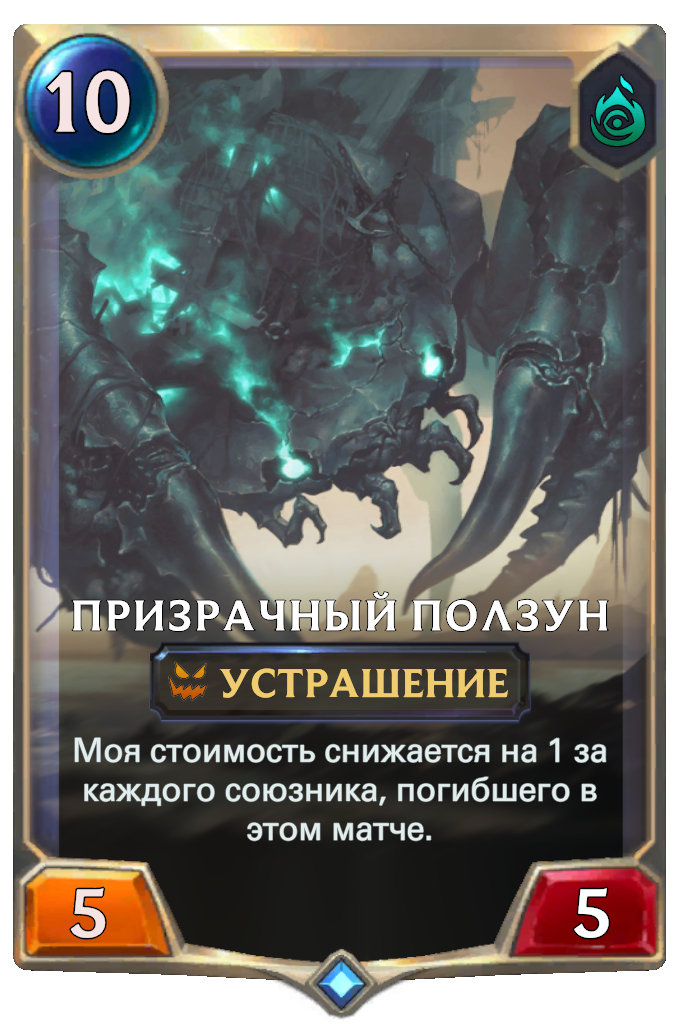 10
ПРИЗРАЧНЫЙ ПОЛЗУН
УСТРАШЕНИЕ
Моя стоимость снижается на 1 за
каждого союзника, погибшего в
этом матче.
5
5